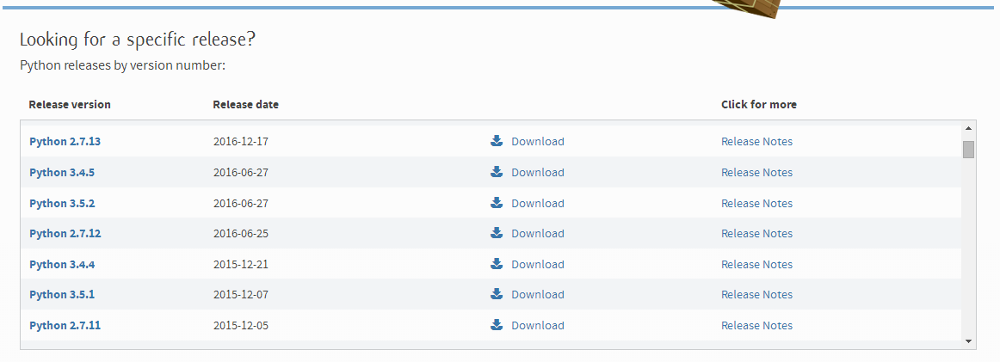 Looking for a specific release?
Python releases by version number:
Release version Release date Click for more
Python 2.7.13 2016-12-17 Download Release Notes
Python 3.4.5 2016-06-27 Download Release Notes
Python 3.5.2 2016-06-27 Download Release Notes
Python 2.7.12 2016-06-25 Download Release Notes
Python 3.4.4 2015-12-21 Download Release Notes
Python 3.5.1 2015-12-07 Download Release Notes
Python 2.7.11 2015-12-05 Download Release Notes